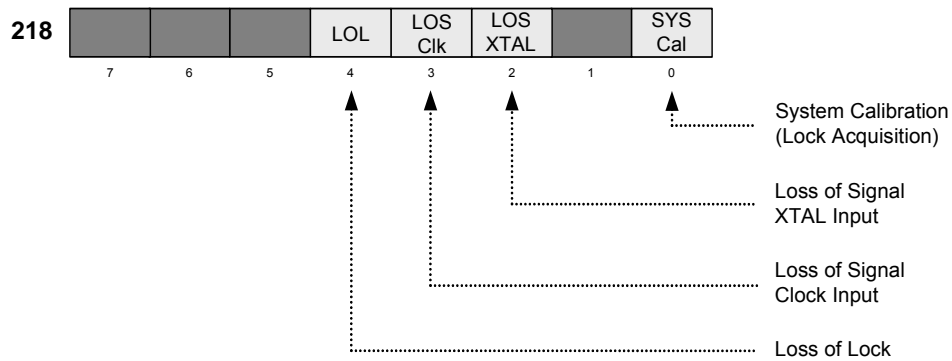 218
LOL
LOS
Clk
LOS
XTAL
SYS
Cal
7 6 5 4 3 2 1 0
System Calibration
(Lock Acquisition)
Loss of Signal
XTAL Input
Loss of Signal
Clock Input
Loss of Lock